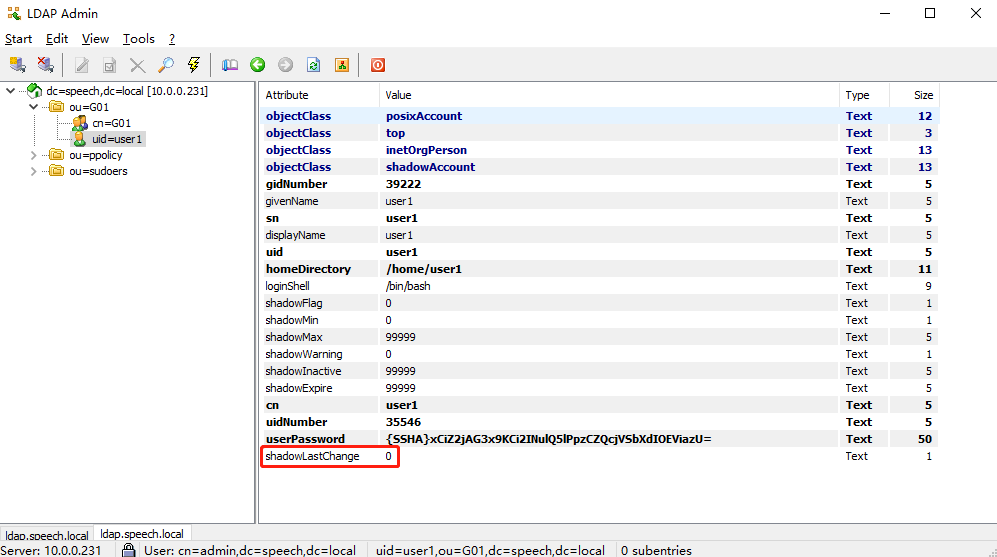 LDAP Admin
Start Edit View Tools ?
dc=speech,dc=local [10.0.0.231]
ou=G01
cn=G01
uid=user1
ou=ppolicy
ou=sudoers
Attribute Value Type Size
objectClass posixAccount Text 12
objectClass top Text 3
objectClass inetOrgPerson Text 13
objectClass shadowAccount Text 13
gidNumber 39222 Text 5
givenName user1 Text 5
sn user1 Text 5
displayName user1 Text 5
uid user1 Text 5
homeDirectory /home/user1 Text 11
loginShell /bin/bash Text 9
shadowFlag 0 Text 1
shadowMin 0 Text 1
shadowMax 99999 Text 5
shadowWarning 0 Text 1
shadowInactive 99999 Text 5
shadowExpire 99999 Text 5
cn user1 Text 5
uidNumber 35546 Text 5
userPassword {SSHA}xCiZ2jAG3x9KCi2INulQ5lPpzCZQcjVSbXdIOEViazU= Text 50
shadowLastChange 0 Text 1
ldap.speech.local ldap.speech.local
Server: 10.0.0.231 User: cn=admin,dc=speech,dc=local uid=user1,ou=G01,dc=speech,dc=local 0 subentries